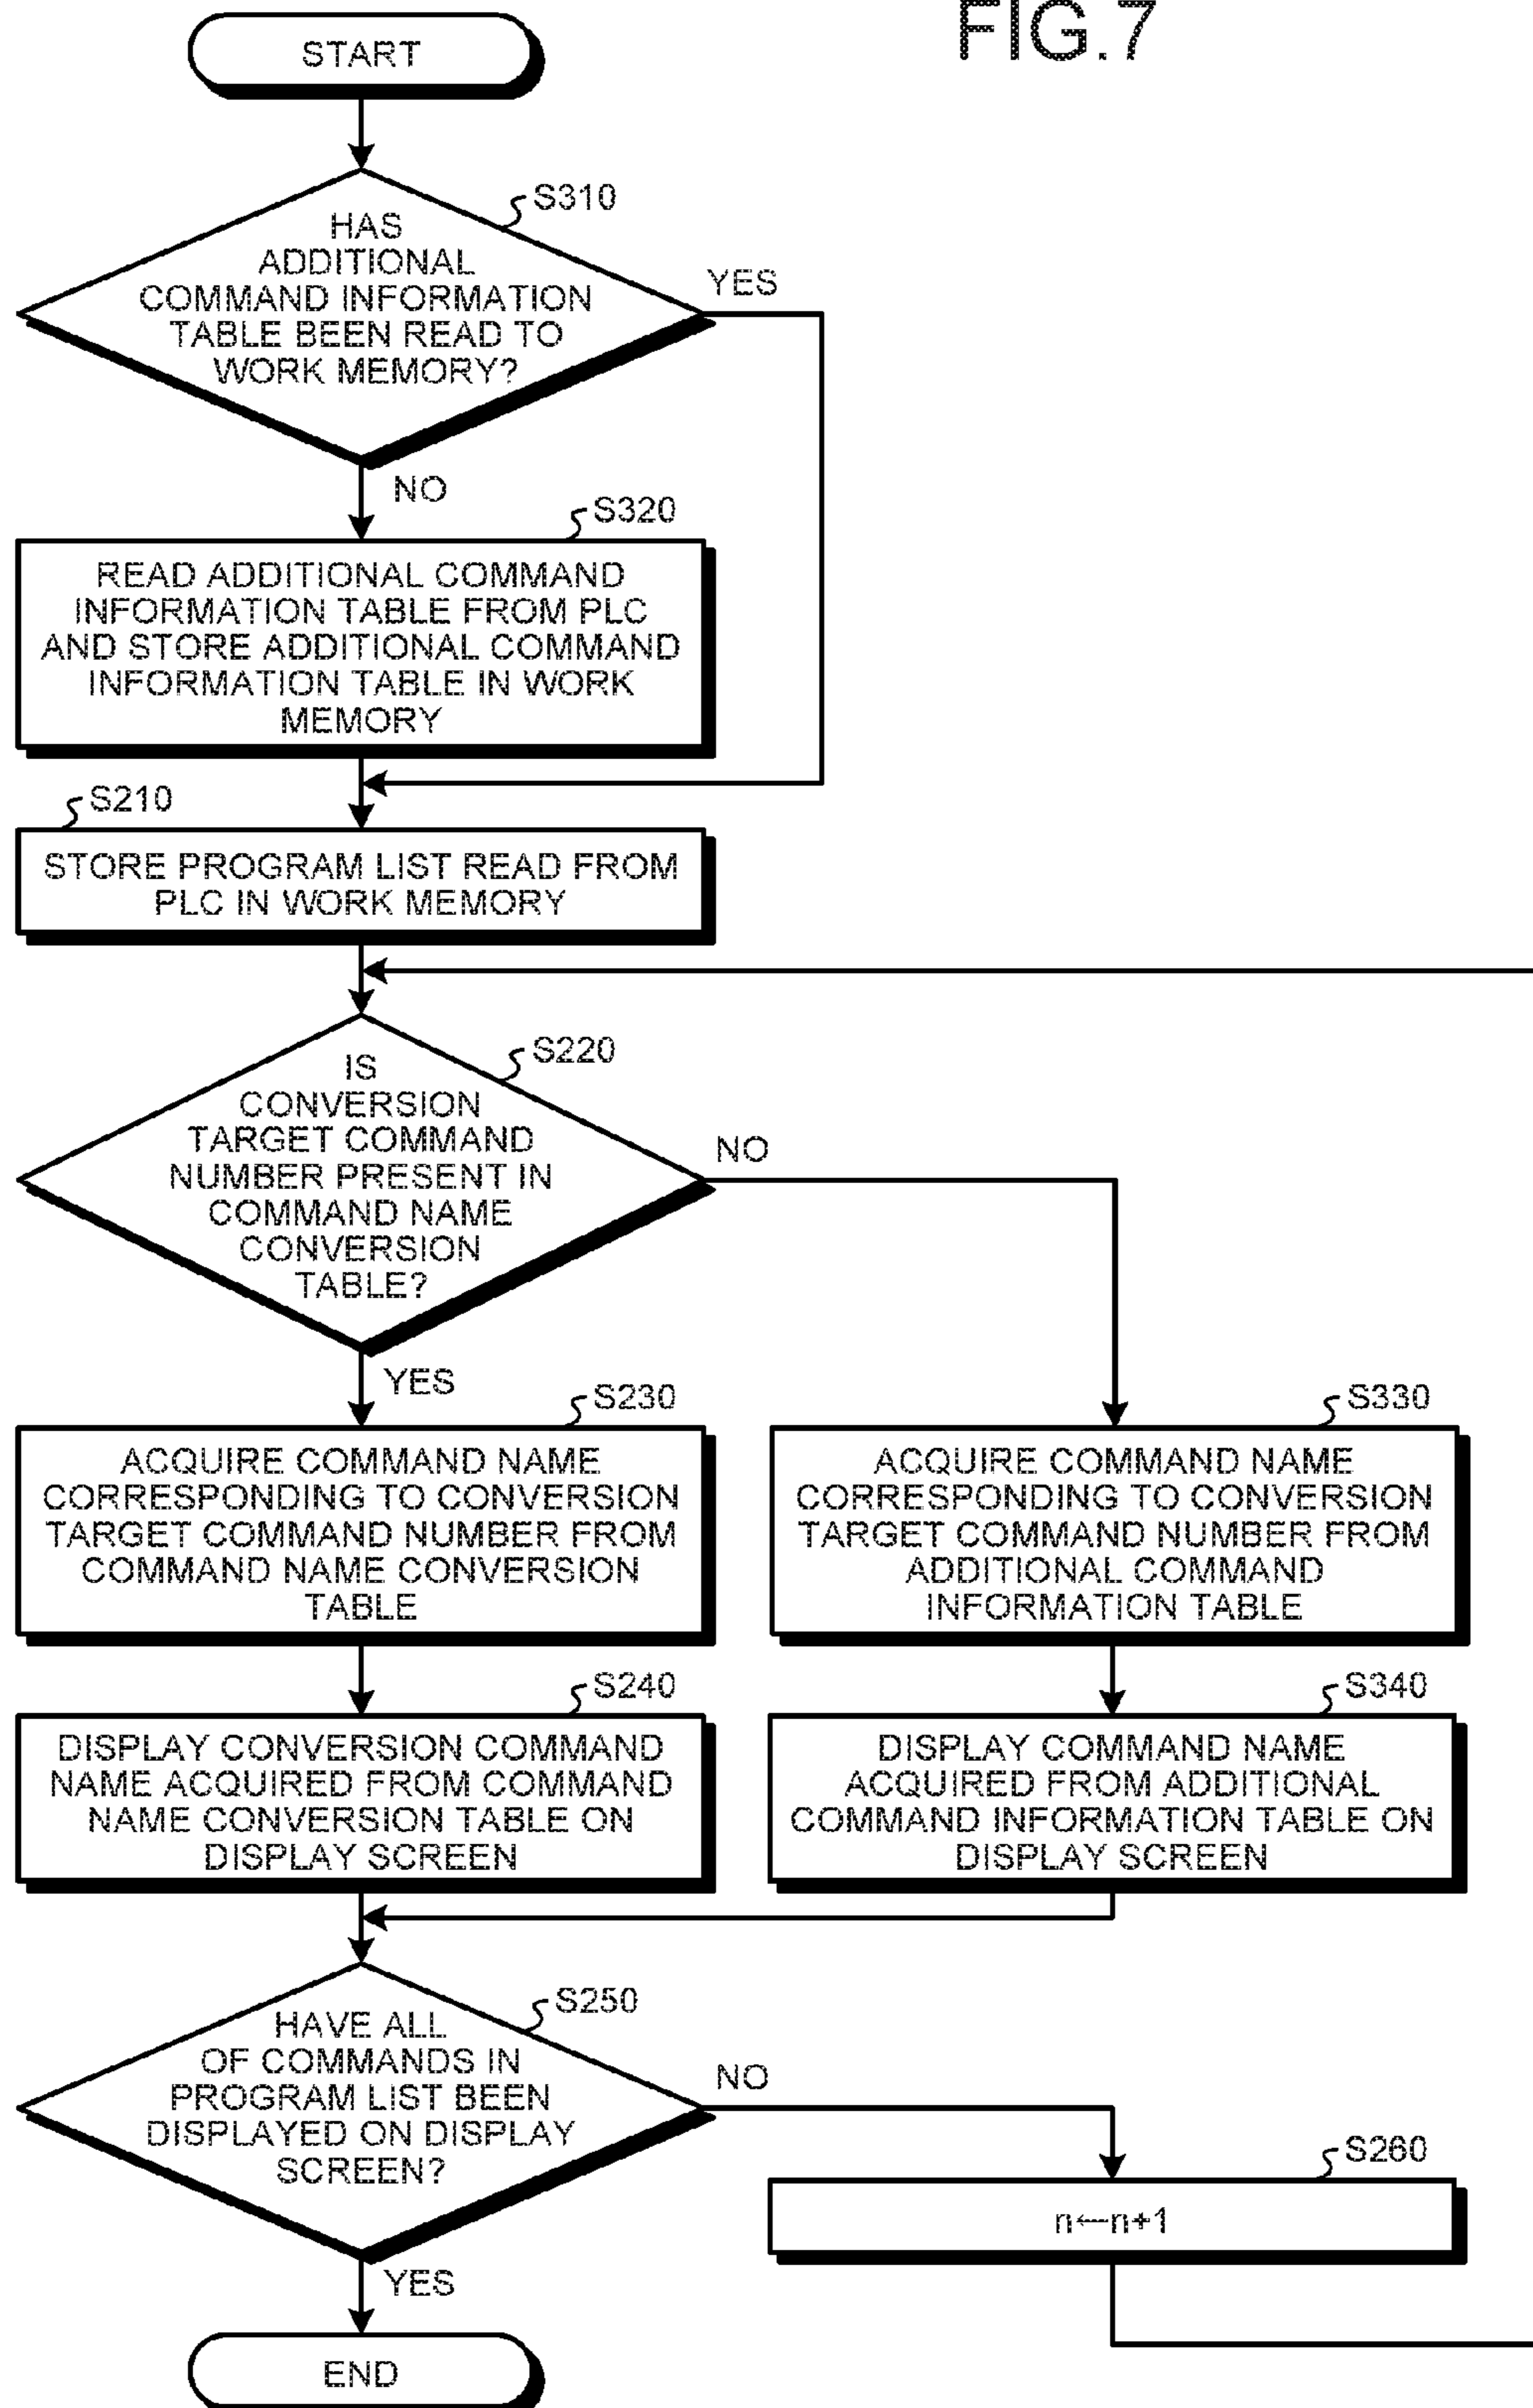 FIG.7
START
S310
HAS
ADDITIONAL
COMMAND INFORMATION
TABLE BEEN READ TO
WORK MEMORY?
YES
NO
S320
READ ADDITIONAL COMMAND
INFORMATION TABLE FROM PLC
AND STORE ADDITIONAL COMMAND
INFORMATION TABLE IN WORK
MEMORY
S210
STORE PROGRAM LIST READ FROM
PLC IN WORK MEMORY
S220
IS
CONVERSION
TARGET COMMAND
NUMBER PRESENT IN
COMMAND NAME
CONVERSION
TABLE?
NO
YES
S230
ACQUIRE COMMAND NAME
CORRESPONDING TO CONVERSION
TARGET COMMAND NUMBER FROM
COMMAND NAME CONVERSION
TABLE
S330
ACQUIRE COMMAND NAME
CORRESPONDING TO CONVERSION
TARGET COMMAND NUMBER FROM
ADDITIONAL COMMAND
INFORMATION TABLE
S240
DISPLAY CONVERSION COMMAND
NAME ACQUIRED FROM COMMAND
NAME CONVERSION TABLE ON
DISPLAY SCREEN
S340
DISPLAY COMMAND NAME
ACQUIRED FROM ADDITIONAL
COMMAND INFORMATION TABLE ON
DISPLAY SCREEN
S250
HAVE ALL
OF COMMANDS IN
PROGRAM LIST BEEN
DISPLAYED ON DISPLAY
SCREEN?
NO
S260
n←n+1
YES
END